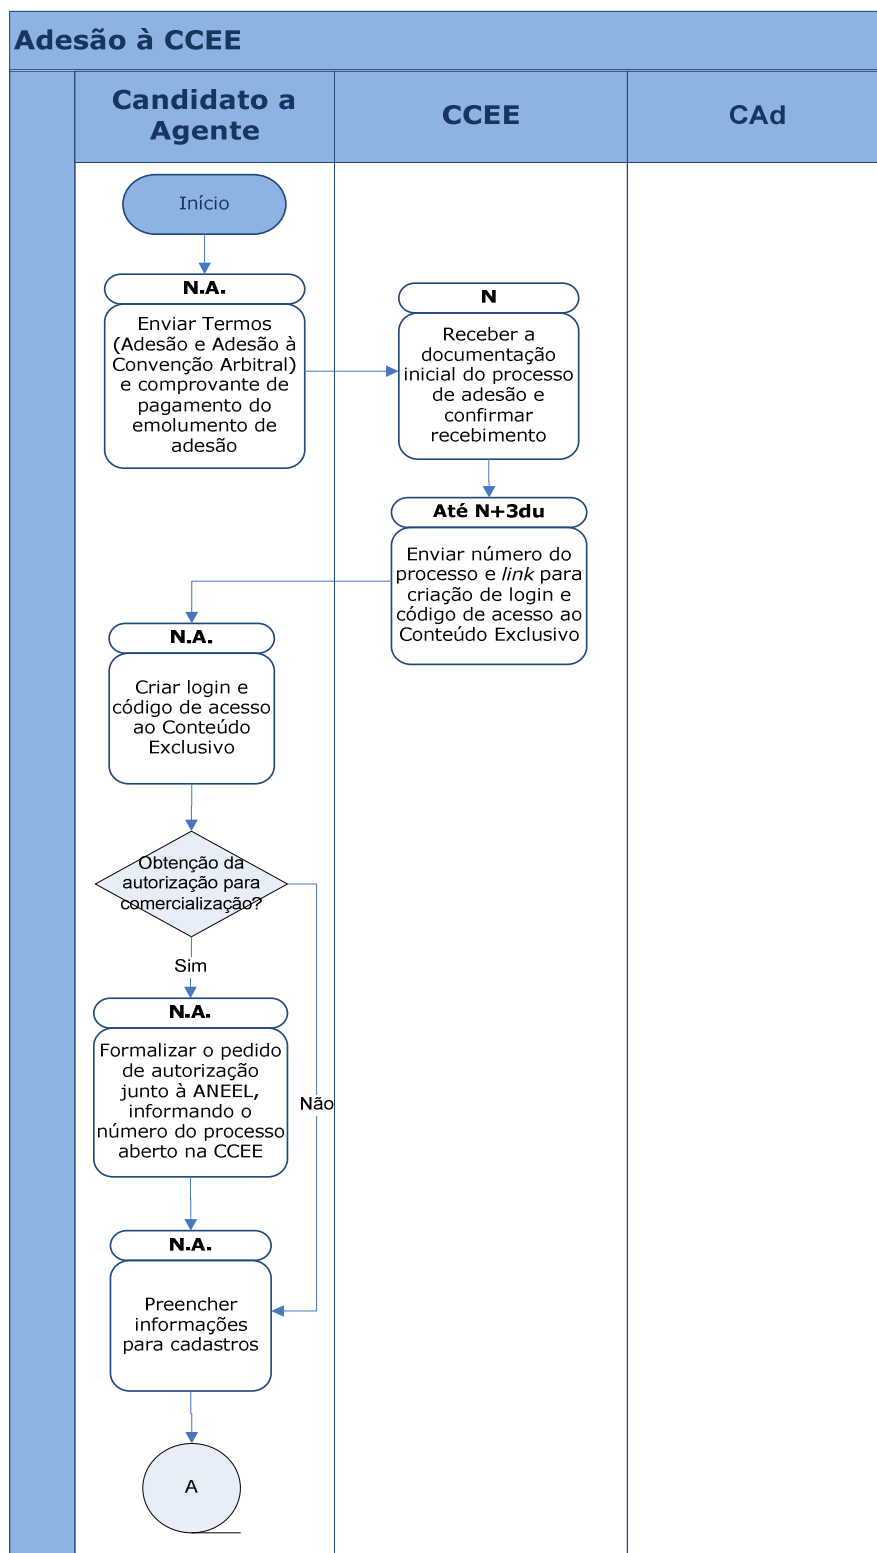 Adesão à CCEE
Candidato a
Agente
CCEE
CAd
Início
N.A.
Enviar Termos
(Adesão e Adesão à
Convenção Arbitral)
e comprovante de
pagamento do
emolumento de
adesão
N
Receber a
documentação
inicial do processo
de adesão e
confirmar
recebimento
Até N+3du
Enviar número do
processo e link para
criação de login e
código de acesso ao
Conteúdo Exclusivo
N.A.
Criar login e
código de acesso
ao Conteúdo
Exclusivo
Obtenção da
autorização para
comercialização?
Sim
N.A.
Formalizar o pedido
de autorização
junto à ANEEL,
informando o
número do processo
aberto na CCEE
Não
N.A.
Preencher
informações
para cadastros
A